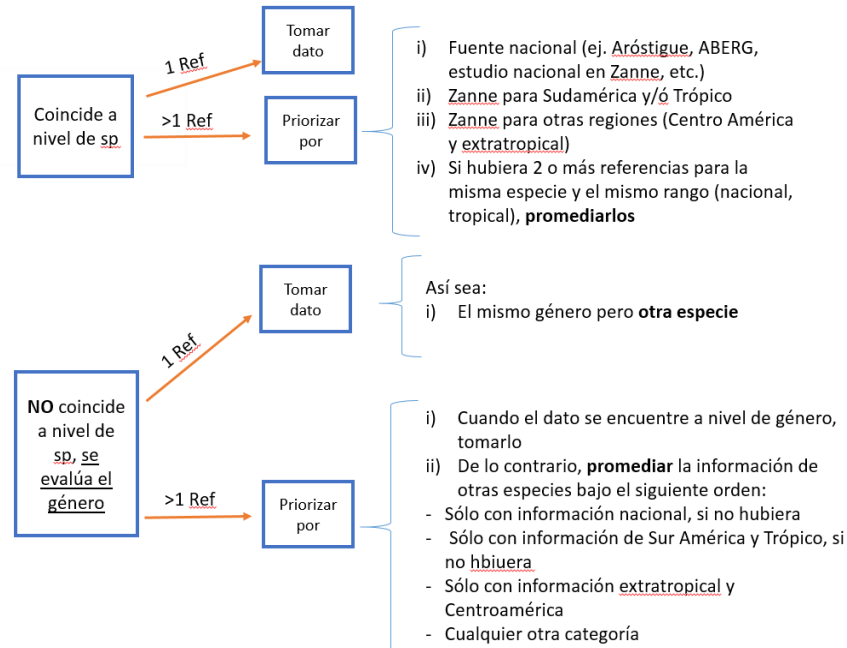 Coincide a
nivel de sp
1 Ref
Tomar
dato
>1 Ref
Priorizar
por
i) Fuente nacional (ej. Aróstigue, ABERG,
estudio nacional en Zanne, etc.)
ii) Zanne para Sudamérica y/ó Trópico
iii) Zanne para otras regiones (Centro América
y extratropical)
iv) Si hubiera 2 o más referencias para la
misma especie y el mismo rango (nacional,
tropical), promediarlos
NO coincide
a nivel de
sp, se
evalúa el
género
1 Ref
Tomar
dato
Así sea:
i) El mismo género pero otra especie
>1 Ref
Priorizar
por
i) Cuando el dato se encuentre a nivel de género,
tomarlo
ii) De lo contrario, promediar la información de
otras especies bajo el siguiente orden:
- Sólo con información nacional, si no hubiera
- Sólo con información de Sur América y Trópico, si
no hbiuera
- Sólo con información extratropical y
Centroamérica
- Cualquier otra categoría